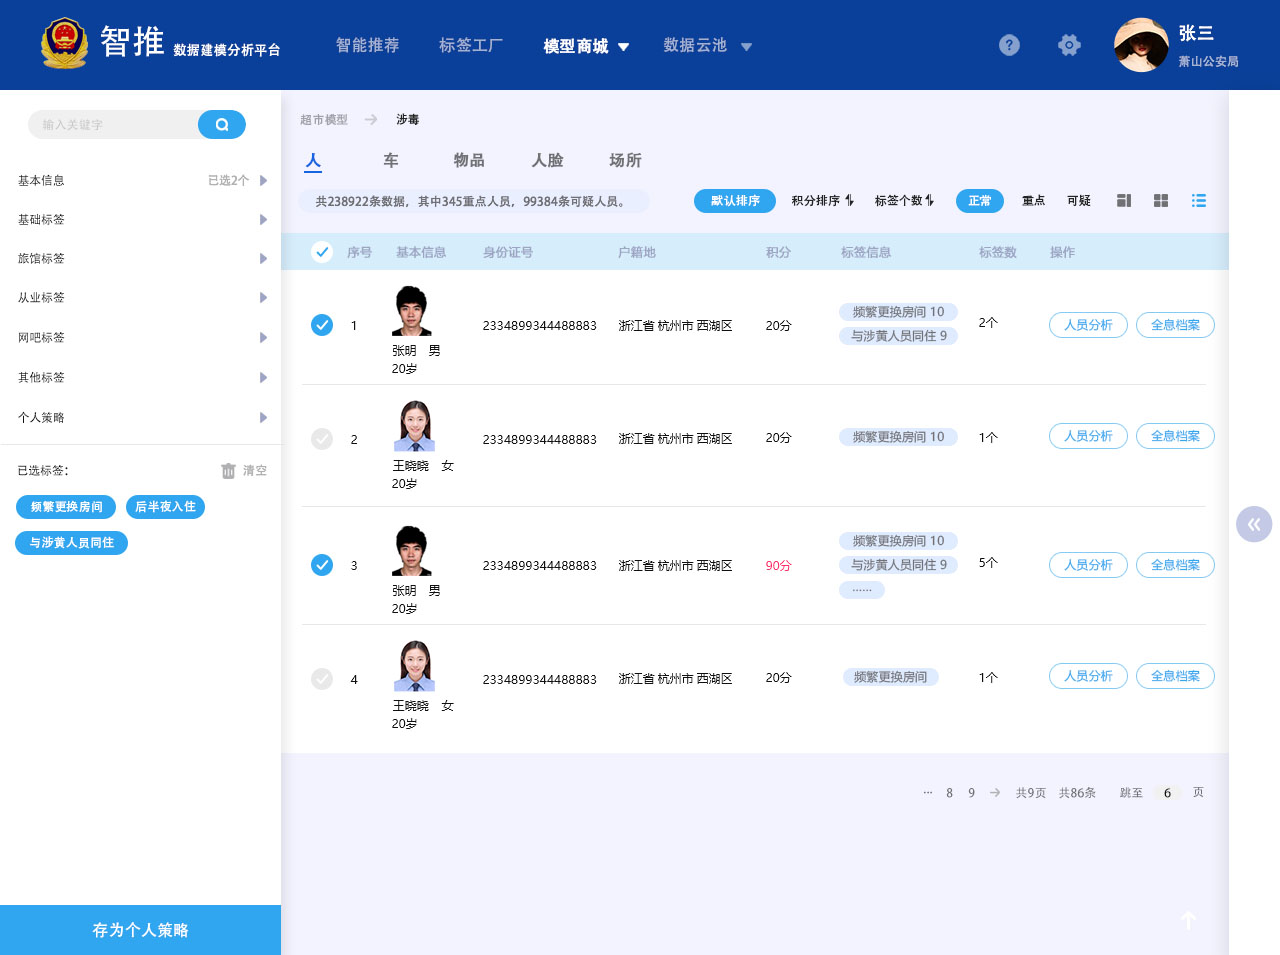 智推 数据建模分析平台 智能推荐 标签工厂 模型商城 数据云池 ? 张三
萧山公安局
输入关键字
基本信息 已选2个
基础标签
旅馆标签
从业标签
网吧标签
其他标签
个人策略
已选标签： 清空
频繁更换房间 后半夜入住
与涉黄人员同住
存为个人策略
超市模型 涉毒
人 车 物品 人脸 场所
共238922条数据，其中345重点人员，99384条可疑人员。 默认排序 积分排序 标签个数 正常 重点 可疑
序号 基本信息 身份证号 户籍地 积分 标签信息 标签数 操作
1 2334899344488883 浙江省 杭州市 西湖区 20分 频繁更换房间 10 2个 人员分析 全息档案
与涉黄人员同住 9
张明 男
20岁
2 2334899344488883 浙江省 杭州市 西湖区 20分 频繁更换房间 10 1个 人员分析 全息档案
王晓晓 女
20岁
3 2334899344488883 浙江省 杭州市 西湖区 90分 频繁更换房间 10 5个 人员分析 全息档案
与涉黄人员同住 9
······
张明 男
20岁
4 2334899344488883 浙江省 杭州市 西湖区 20分 频繁更换房间 1个 人员分析 全息档案
王晓晓 女
20岁
··· 8 9 共9页 共86条 跳至 6 页